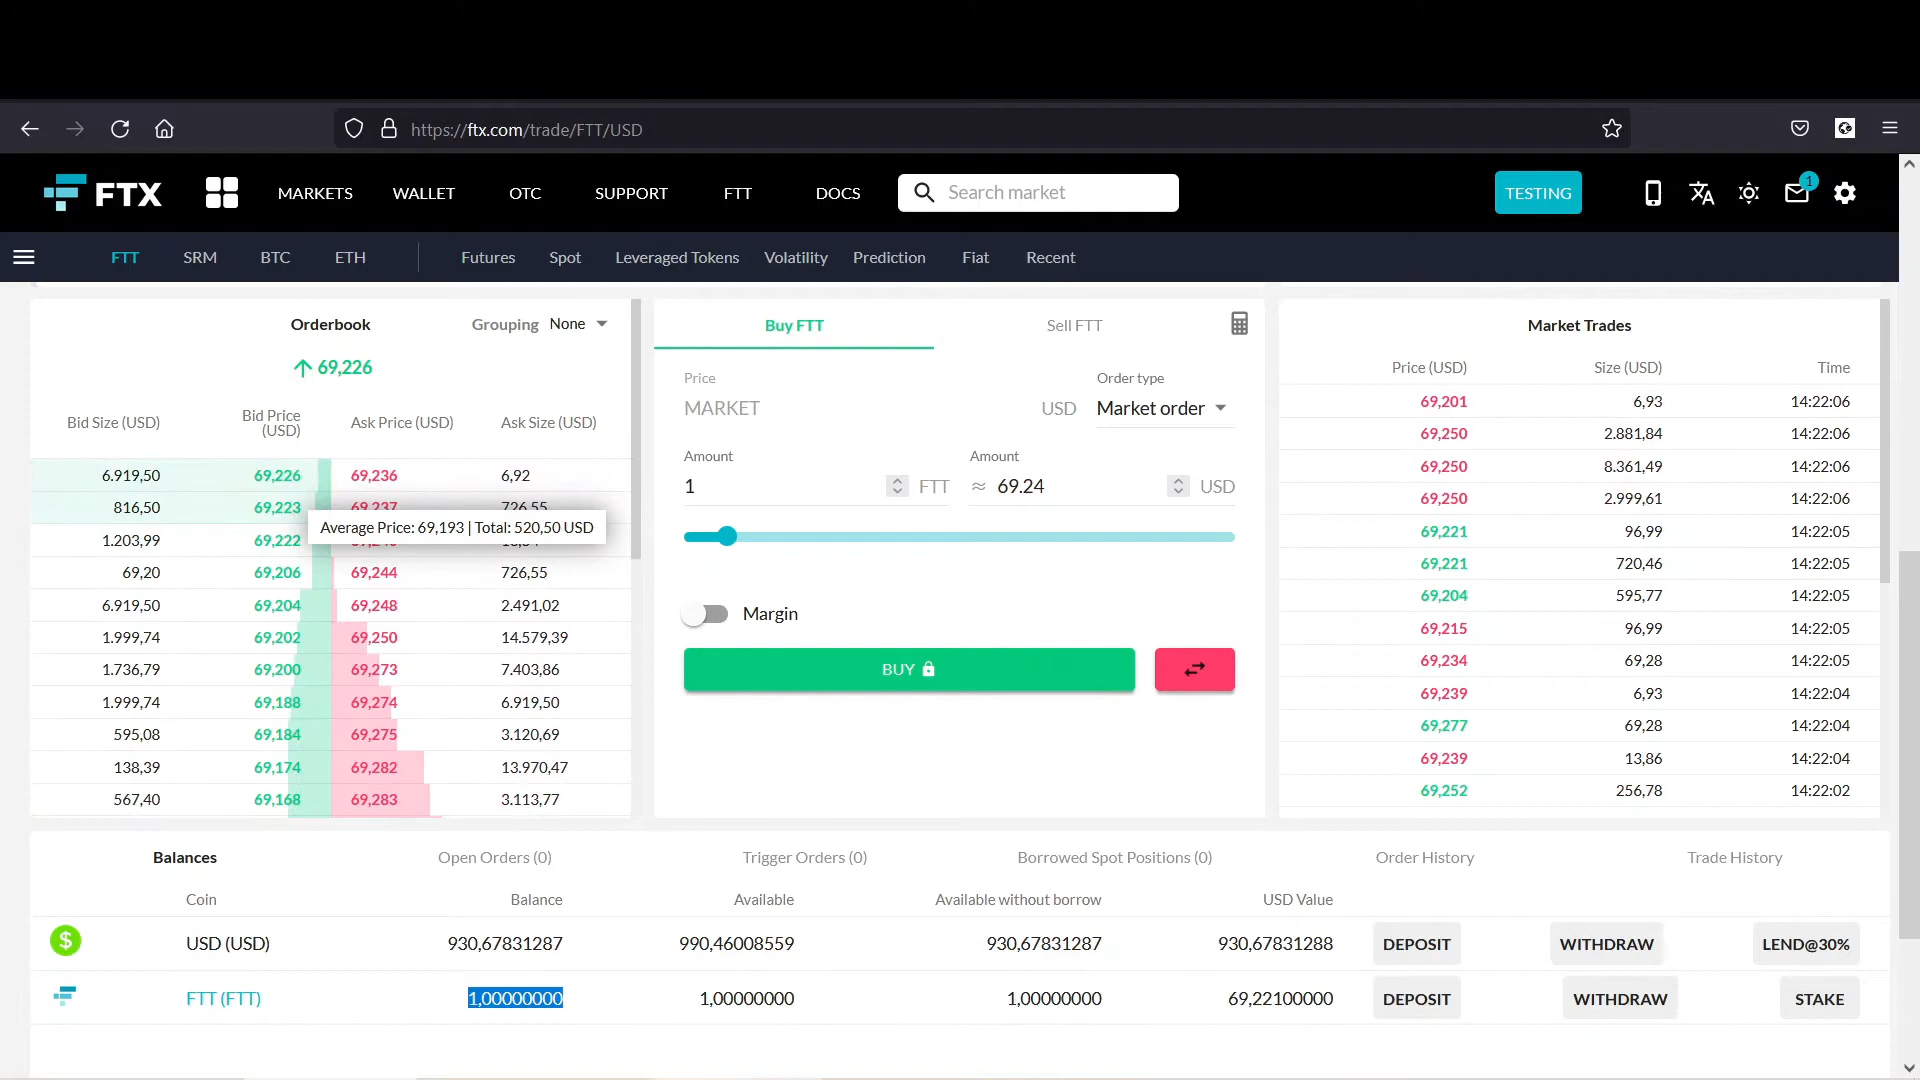 https://ftx.com/trade/FTT/USD
FTX MARKETS WALLET OTC SUPPORT FTT DOCS Search market TESTING 1
FTT SRM BTC ETH Futures Spot Leveraged Tokens Volatility Prediction Fiat Recent
Orderbook Grouping None
69,226
Bid Size (USD) Bid Price (USD) Ask Price (USD) Ask Size (USD)
6.919,50 69,226 69,236 6,92
816,50 69,223 69,237 726,55
Average Price: 69,193 | Total: 520,50 USD
1.203,99 69,222
69,20 69,206 69,244 726,55
6.919,50 69,204 69,248 2.491,02
1.999,74 69,202 69,250 14.579,39
1.736,79 69,200 69,273 7.403,86
1.999,74 69,188 69,274 6.919,50
595,08 69,184 69,275 3.120,69
138,39 69,174 69,282 13.970,47
567,40 69,168 69,283 3.113,77
Buy FTT Sell FTT
Price Order type
MARKET USD Market order
Amount Amount
1 FTT ≈ 69.24 USD
Margin
BUY
Market Trades
Price (USD) Size (USD) Time
69,201 6,93 14:22:06
69,250 2.881,84 14:22:06
69,250 8.361,49 14:22:06
69,250 2.999,61 14:22:06
69,221 96,99 14:22:05
69,221 720,46 14:22:05
69,204 595,77 14:22:05
69,215 96,99 14:22:05
69,234 69,28 14:22:05
69,239 6,93 14:22:04
69,277 69,28 14:22:04
69,239 13,86 14:22:04
69,252 256,78 14:22:02
Balances Open Orders (0) Trigger Orders (0) Borrowed Spot Positions (0) Order History Trade History
Coin Balance Available Available without borrow USD Value
$ USD (USD) 930,67831287 990,46008559 930,67831287 930,67831288 DEPOSIT WITHDRAW LEND@30%
FTT (FTT) 1,00000000 1,00000000 1,00000000 69,22100000 DEPOSIT WITHDRAW STAKE